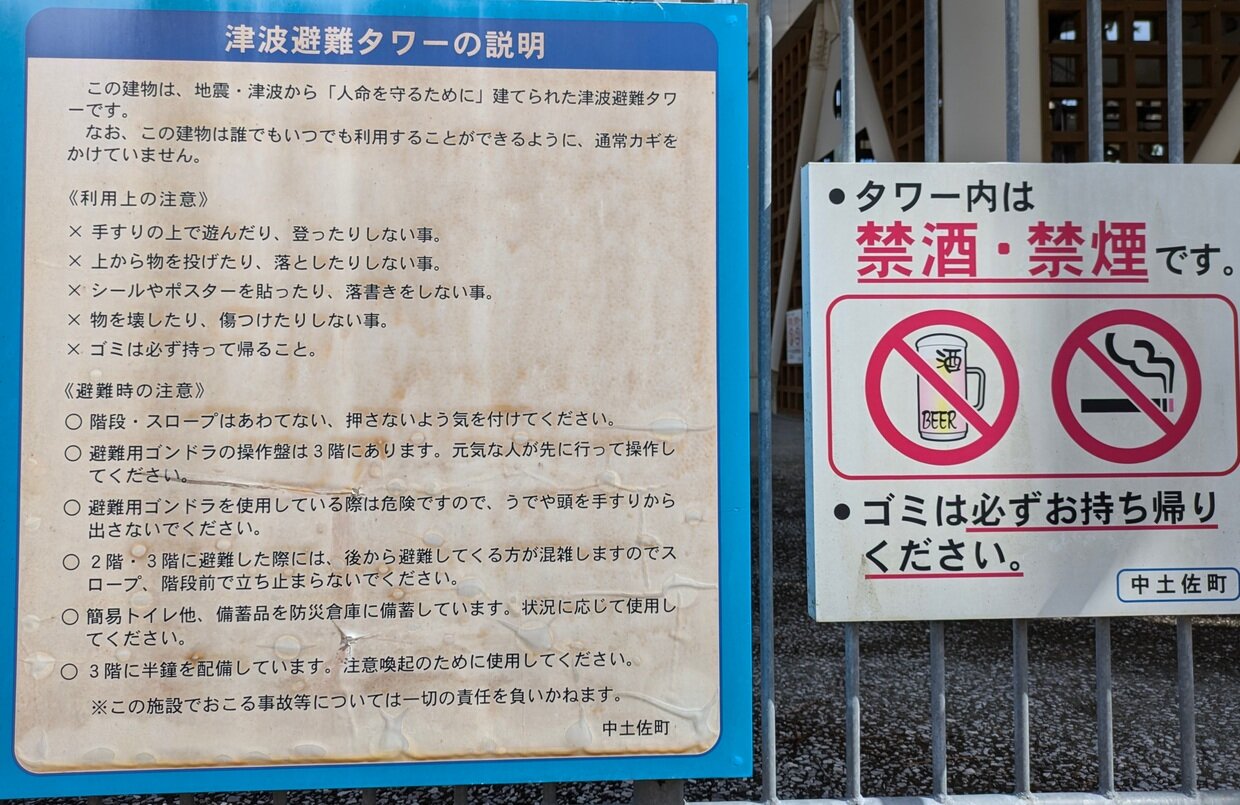 津波避難タワーの説明
この建物は、地震・津波から「人命を守るために」建てられた津波避難タワ
ーです。
なお、この建物は誰でもいつでも利用することができるように、通常カギを
かけていません。
《利用上の注意》
× 手すりの上で遊んだり、登ったりしない事。
× 上から物を投げたり、落としたりしない事。
× シールやポスターを貼ったり、落書きをしない事。
× 物を壊したり、傷つけたりしない事。
× ゴミは必ず持って帰ること。
《避難時の注意》
○ 階段・スロープはあわてない、押さないよう気を付けてください。
○ 避難用ゴンドラの操作盤は3階にあります。元気な人が先に行って操作し
てください。
○ 避難用ゴンドラを使用している際は危険ですので、うでや頭を手すりから
出さないでください。
○ 2階・3階に避難した際には、後から避難してくる方が混雑しますのでス
ロープ、階段前で立ち止まらないでください。
○ 簡易トイレ他、備蓄品を防災倉庫に備蓄しています。状況に応じて使用し
てください。
○ 3階に半鐘を配備しています。注意喚起のために使用してください。
※この施設でおこる事故等については一切の責任を負いかねます。
中土佐町
●タワー内は
禁酒・禁煙です。
酒
BEER
●ゴミは必ずお持ち帰り
ください。
中土佐町